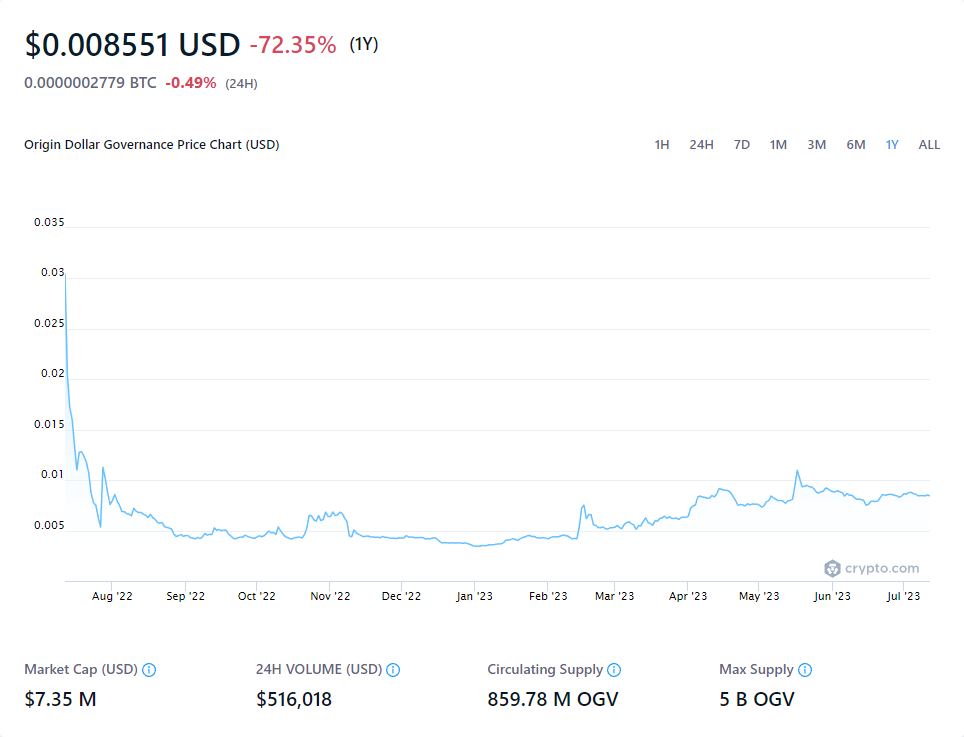 $0.008551 USD -72.35% (1Y)
0.0000002779 BTC -0.49% (24H)
Origin Dollar Governance Price Chart (USD) 1H 24H 7D 1M 3M 6M 1Y ALL
0.035
0.03
0.025
0.02
0.015
0.01
0.005
crypto.com
Aug '22 Sep '22 Oct '22 Nov '22 Dec '22 Jan '23 Feb '23 Mar '23 Apr '23 May '23 Jun '23 Jul '23
Market Cap (USD) 24H VOLUME (USD) Circulating Supply Max Supply
$7.35 M $516,018 859.78 M OGV 5 B OGV